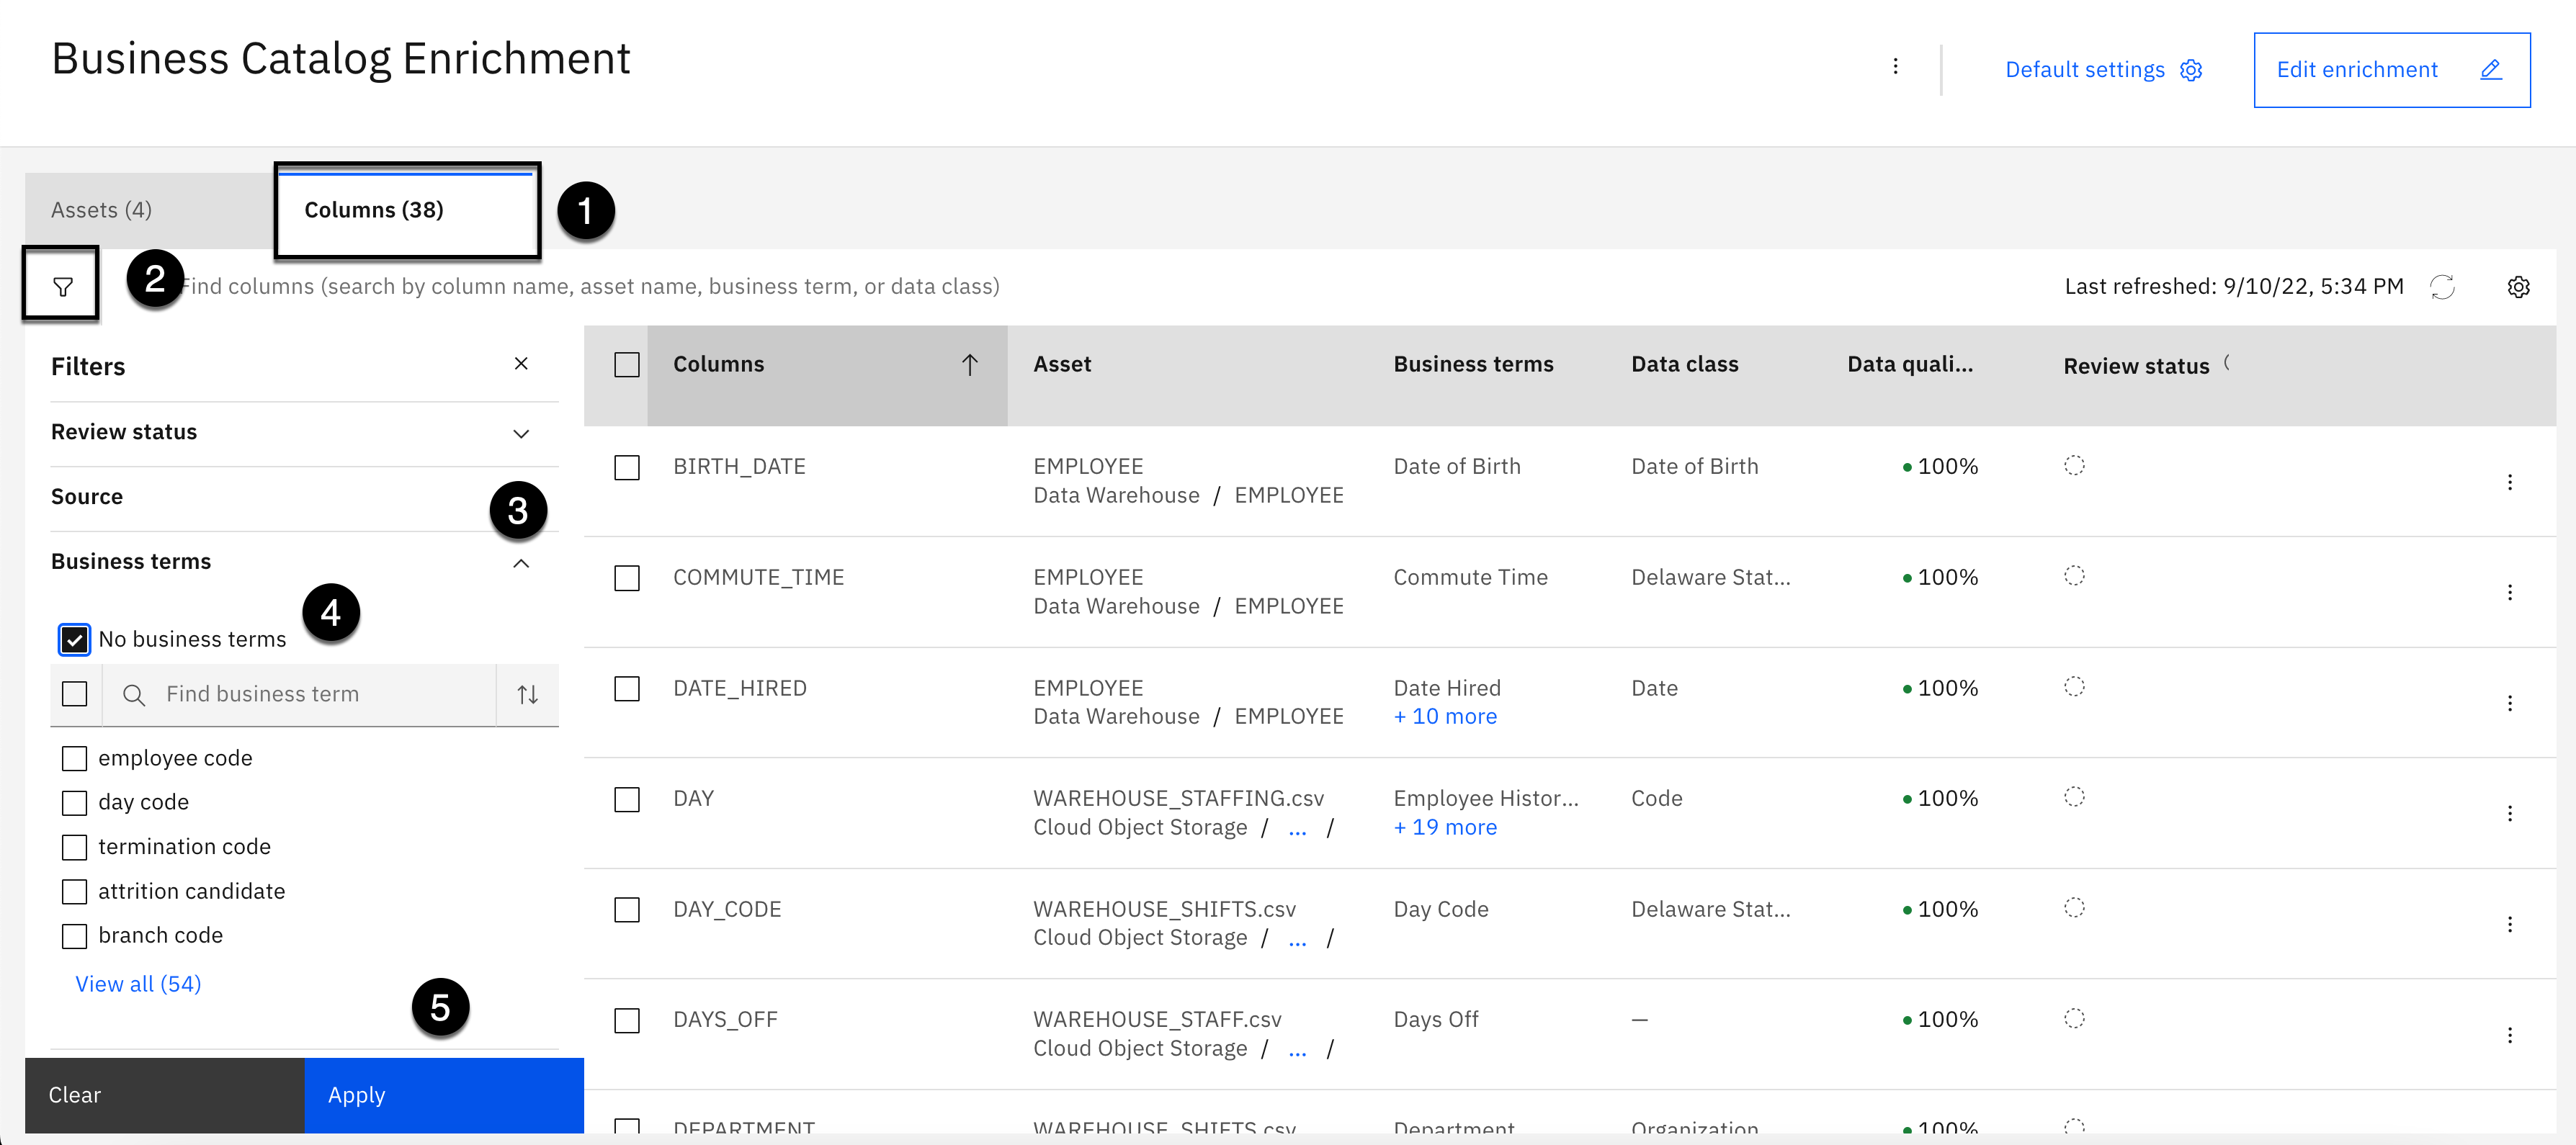 Business Catalog Enrichment
Default settings
Edit enrichment
Assets (4)
Columns (38)
1
2
Find columns (search by column name, asset name, business term, or data class)
Last refreshed: 9/10/22, 5:34 PM
Filters
Review status
Source
3
Business terms
4
No business terms
Find business term
employee code
day code
termination code
attrition candidate
branch code
View all (54)
5
Clear
Apply
Columns Asset Business terms Data class Data quali... Review status
BIRTH_DATE EMPLOYEE Date of Birth Date of Birth 100%
Data Warehouse / EMPLOYEE
COMMUTE_TIME EMPLOYEE Commute Time Delaware Stat... 100%
Data Warehouse / EMPLOYEE
DATE_HIRED EMPLOYEE Date Hired Date 100%
Data Warehouse / EMPLOYEE + 10 more
DAY WAREHOUSE_STAFFING.csv Employee Histor... Code 100%
Cloud Object Storage / ... / + 19 more
DAY_CODE WAREHOUSE_SHIFTS.csv Day Code Delaware Stat... 100%
Cloud Object Storage / ... /
DAYS_OFF WAREHOUSE_STAFF.csv Days Off — 100%
Cloud Object Storage / ... /
DEPARTMENT WAREHOUSE_SHIFTS.csv Department Organization 100%